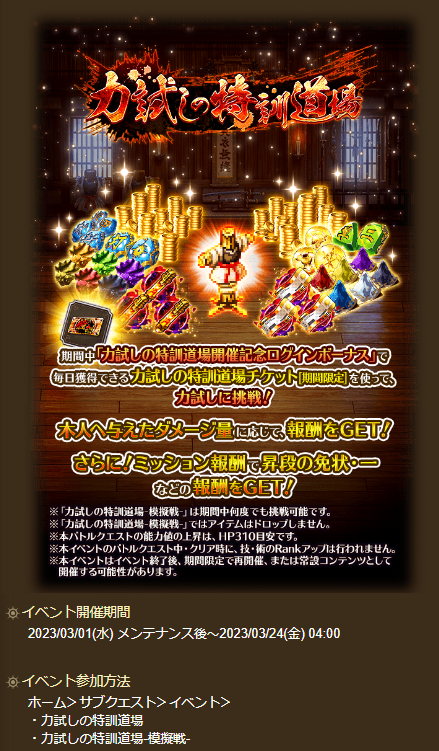 力試しの特訓道場
期間中「力試しの特訓道場開催記念ログインボーナス」で
毎日獲得できる力試しの特訓道場チケット[期間限定]を使って、
力試しに挑戦！
木人へ与えたダメージ量に応じて、報酬をGET！
さらに！ミッション報酬で昇段の免状・一
などの報酬をGET！
※「力試しの特訓道場-模擬戦-」は期間中何度でも挑戦可能です。
※「力試しの特訓道場-模擬戦-」ではアイテムはドロップしません。
※本バトルクエストの能力値の上昇は、HP310目安です。
※本イベントのバトルクエスト中・クリア時に、技・術のRankアップは行われません。
※本イベントはイベント終了後、期間限定で再開催、または常設コンテンツとして
開催する可能性があります。
イベント開催期間
2023/03/01(水) メンテナンス後～2023/03/24(金) 04:00
イベント参加方法
ホーム＞サブクエスト＞イベント＞
・力試しの特訓道場
・力試しの特訓道場-模擬戦-